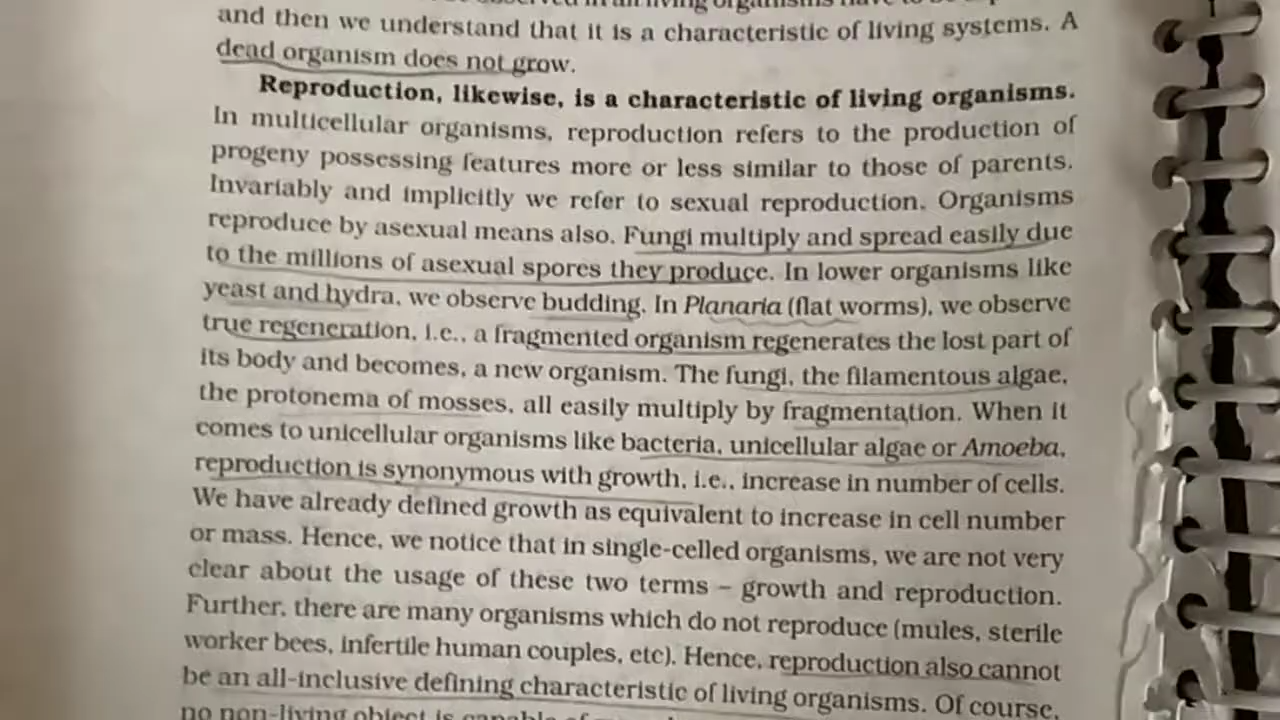 living organisms have to be
and then we understand that it is a characteristic of living systems. A
dead organism does not grow.
Reproduction, likewise, is a characteristic of living organisms.
In multicellular organisms, reproduction refers to the production of
progeny possessing features more or less similar to those of parents.
Invariably and implicitly we refer to sexual reproduction. Organisms
reproduce by asexual means also. Fungi multiply and spread easily due
to the millions of asexual spores they produce. In lower organisms like
yeast and hydra, we observe budding. In Planaria (flat worms), we observe
true regeneration, i.e., a fragmented organism regenerates the lost part of
its body and becomes, a new organism. The fungi, the filamentous algae,
the protonema of mosses, all easily multiply by fragmentation. When it
comes to unicellular organisms like bacteria, unicellular algae or Amoeba,
reproduction is synonymous with growth, i.e., increase in number of cells.
We have already defined growth as equivalent to increase in cell number
or mass. Hence, we notice that in single-celled organisms, we are not very
clear about the usage of these two terms – growth and reproduction.
Further, there are many organisms which do not reproduce (mules, sterile
worker bees, infertile human couples, etc). Hence, reproduction also cannot
be an all-inclusive defining characteristic of living organisms. Of course,
no non-living object is capable of